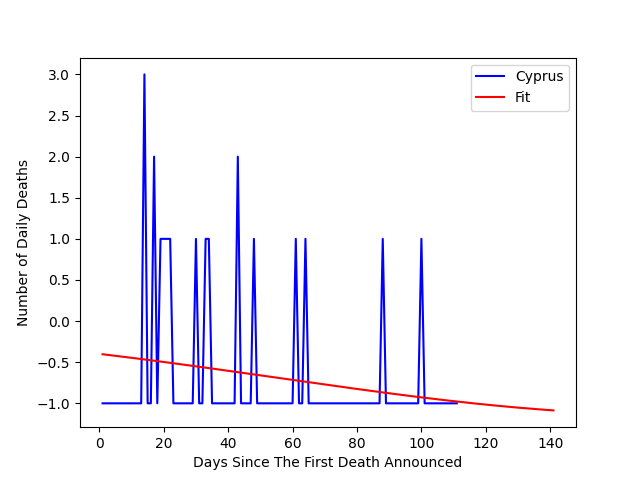 Cyprus
Fit
3.0
2.5
2.0
1.5
1.0
0.5
0.0
−0.5
−1.0
Number of Daily Deaths
0 20 40 60 80 100 120 140
Days Since The First Death Announced